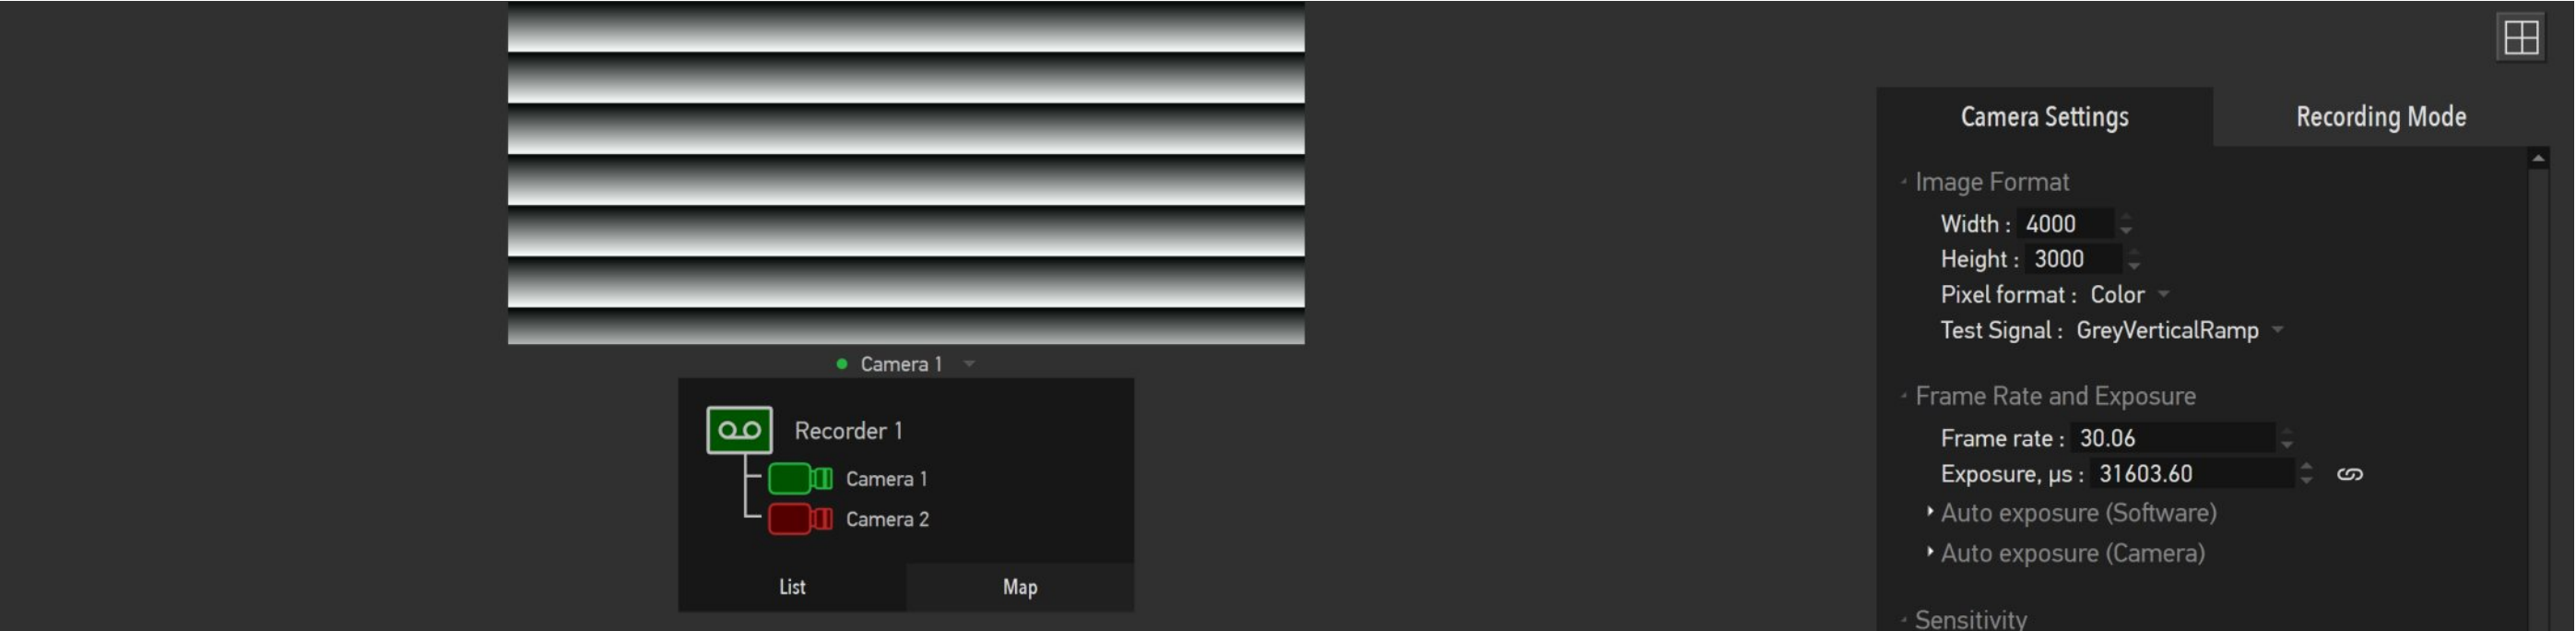 Camera 1
Recorder 1
Camera 1
Camera 2
List
Map
Camera Settings
Recording Mode
Image Format
Width : 4000
Height : 3000
Pixel format : Color
Test Signal : GreyVerticalRamp
Frame Rate and Exposure
Frame rate : 30.06
Exposure, µs : 31603.60
Auto exposure (Software)
Auto exposure (Camera)
Sensitivity